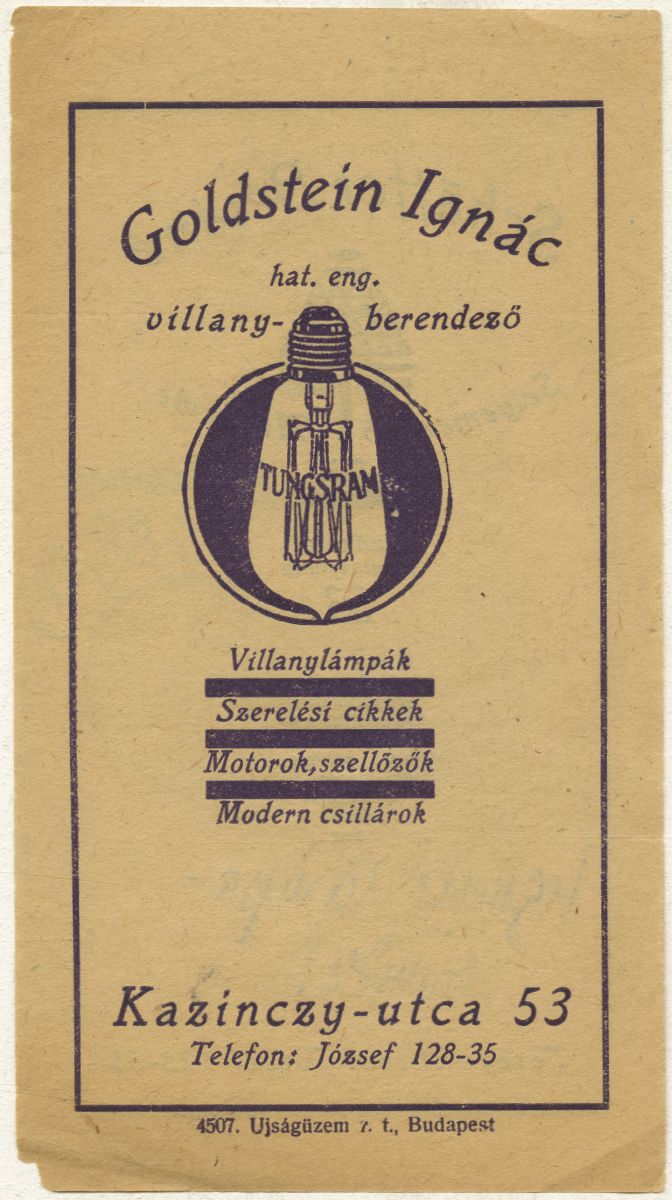 Goldstein Ignác
hat. eng.
villany- berendező
TUNGSRAM
Villanylámpák
Szerelési cikkek
Motorok, szellőzők
Modern csillárok
Kazinczy-utca 53
Telefon: József 128-35
4507. Ujságüzem r. t., Budapest